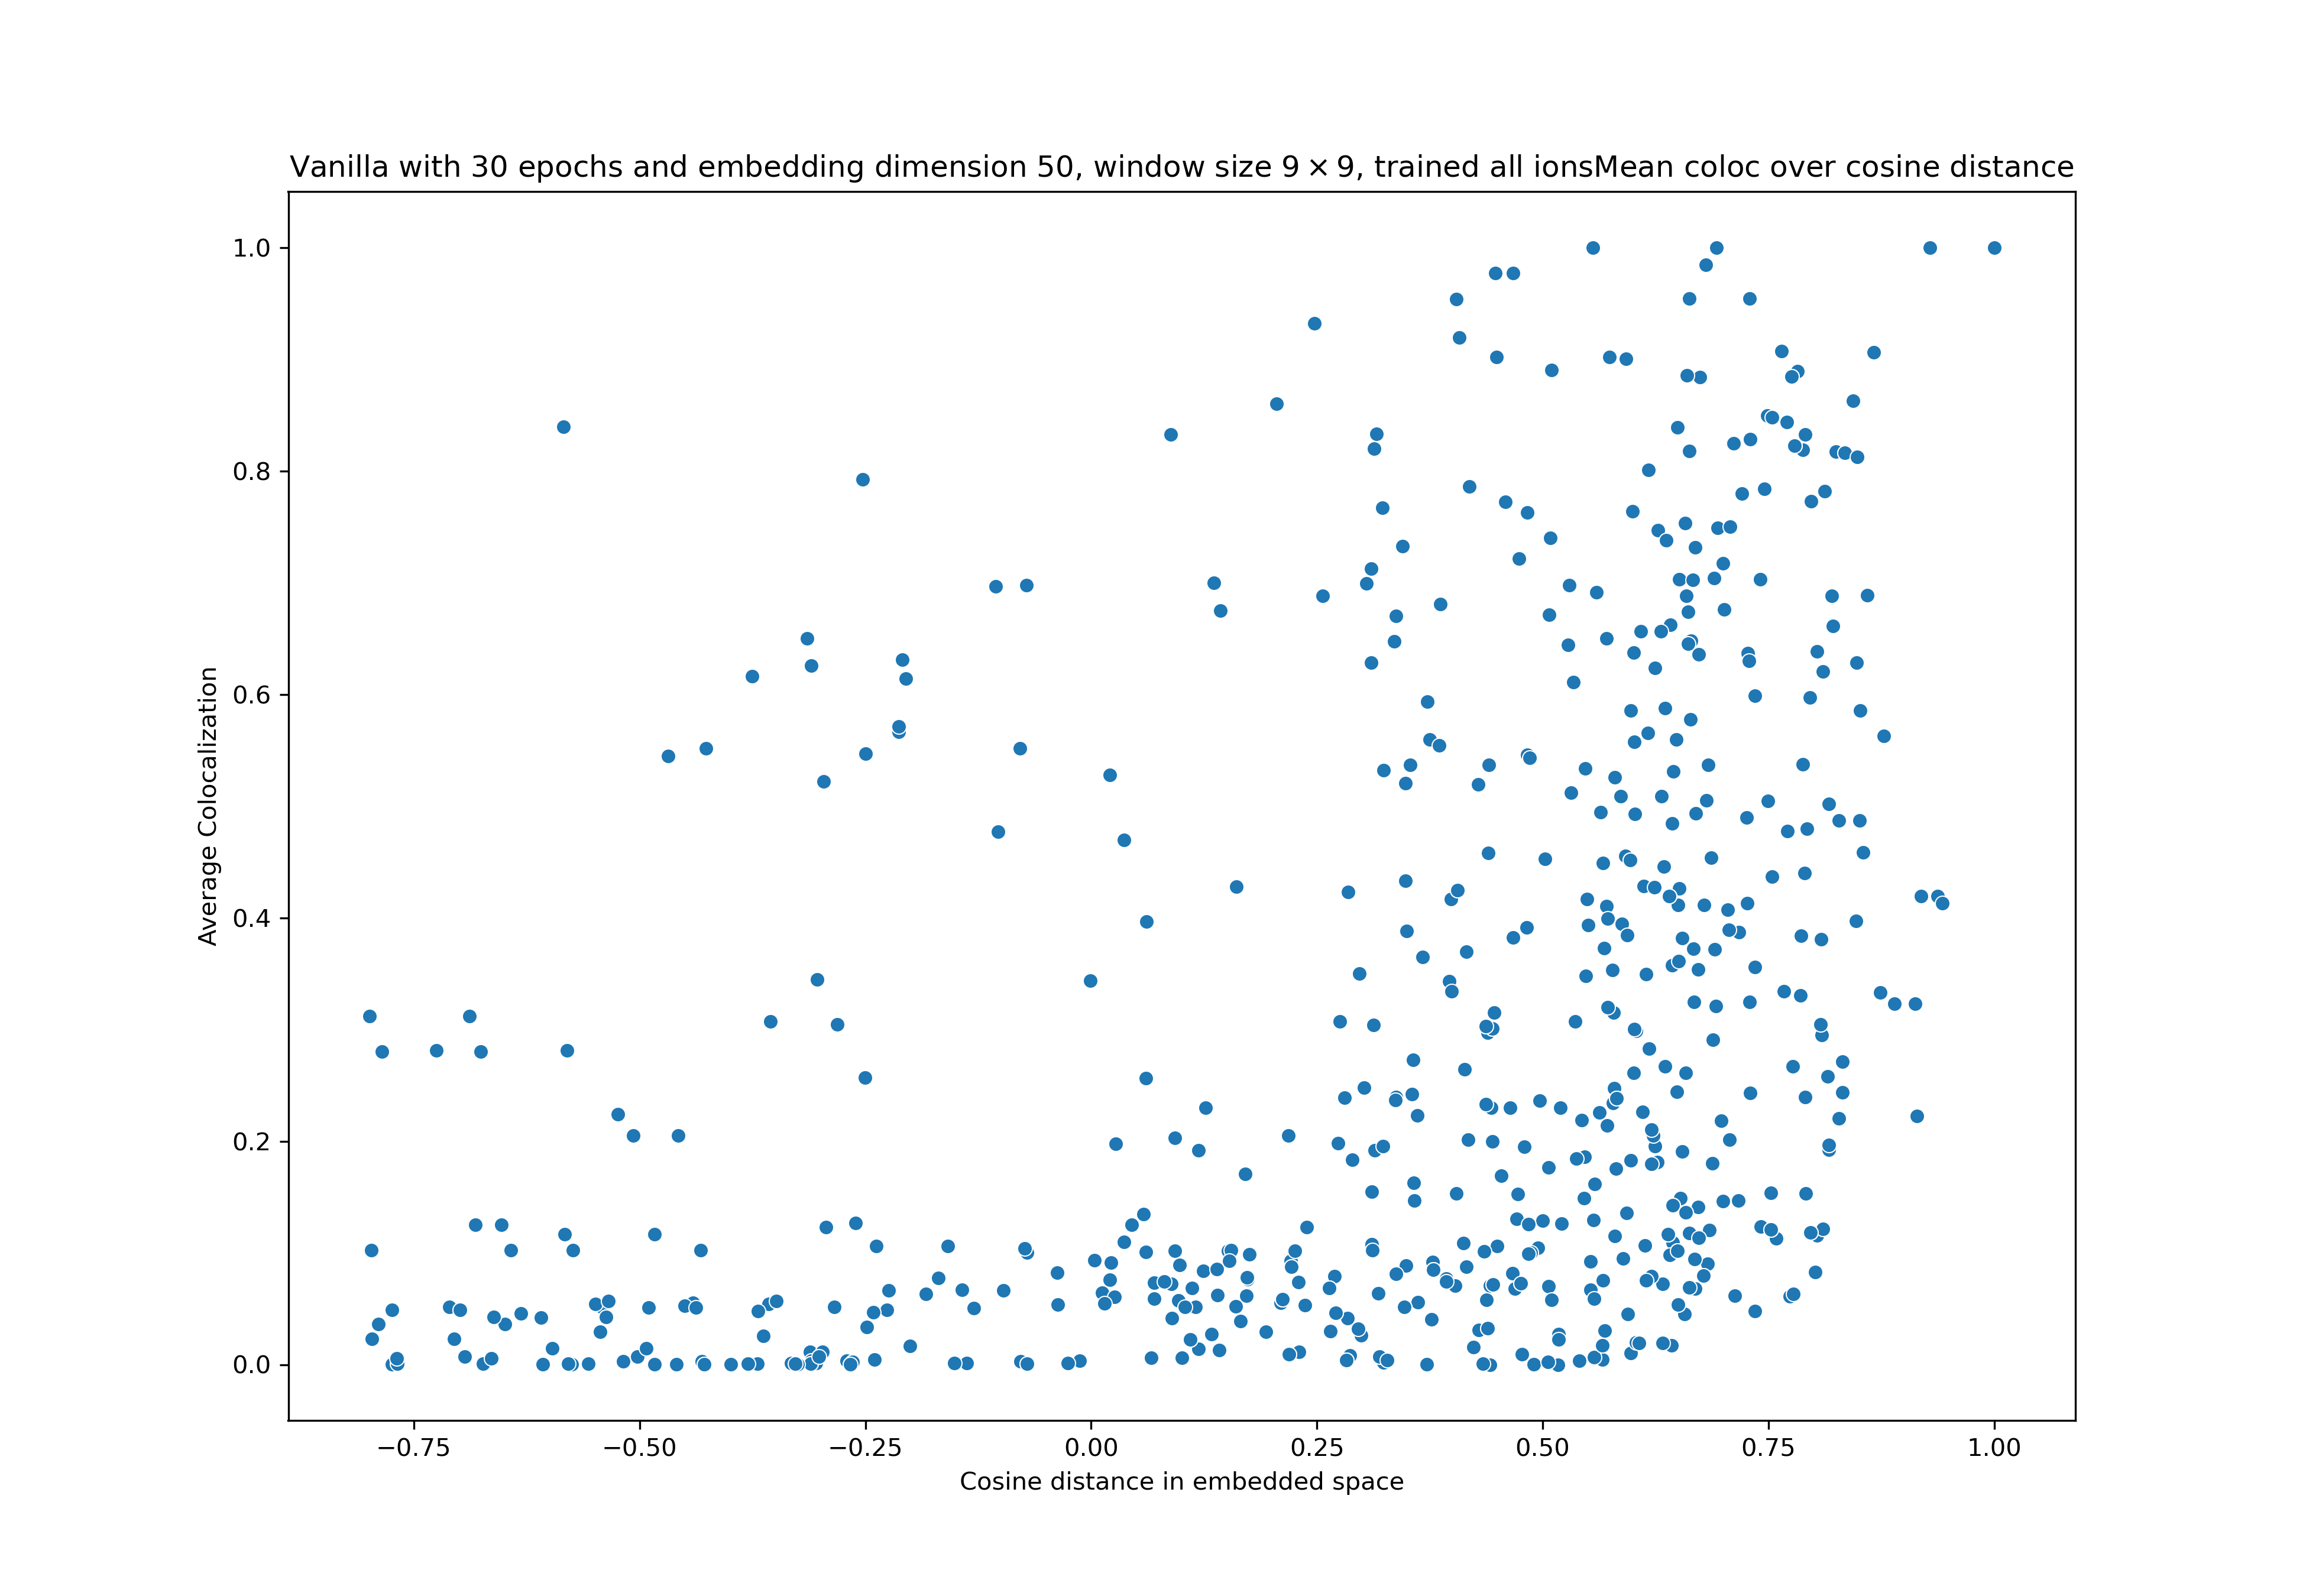 Vanilla with 30 epochs and embedding dimension 50, window size 9 × 9, trained all ionsMean coloc over cosine distance
1.0
0.8
0.6
0.4
0.2
0.0
Average Colocalization
−0.75 −0.50 −0.25 0.00 0.25 0.50 0.75 1.00
Cosine distance in embedded space